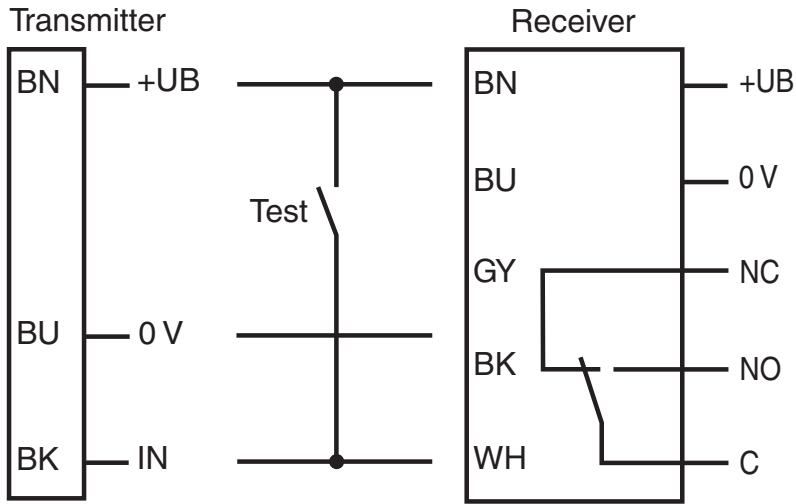 Transmitter
BN +UB
Test
BU 0 V
BK IN
Receiver
BN +UB
BU 0 V
GY NC
BK NO
WH C